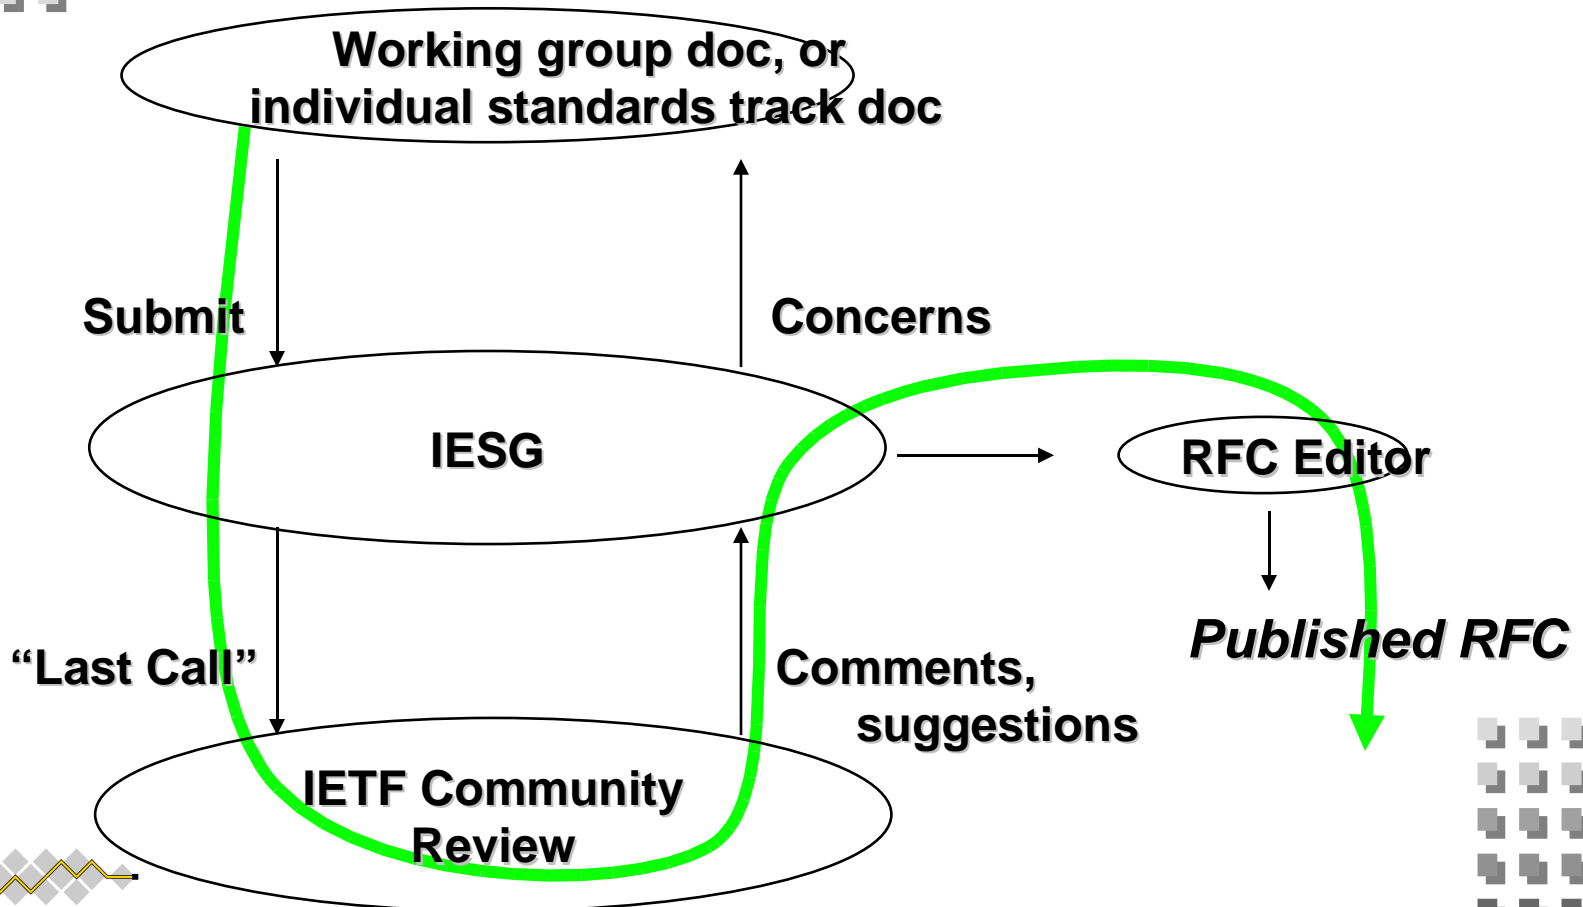 Working group doc, or
individual standards track doc
Submit
Concerns
IESG
RFC Editor
Published RFC
“Last Call”
Comments,
suggestions
IETF Community
Review